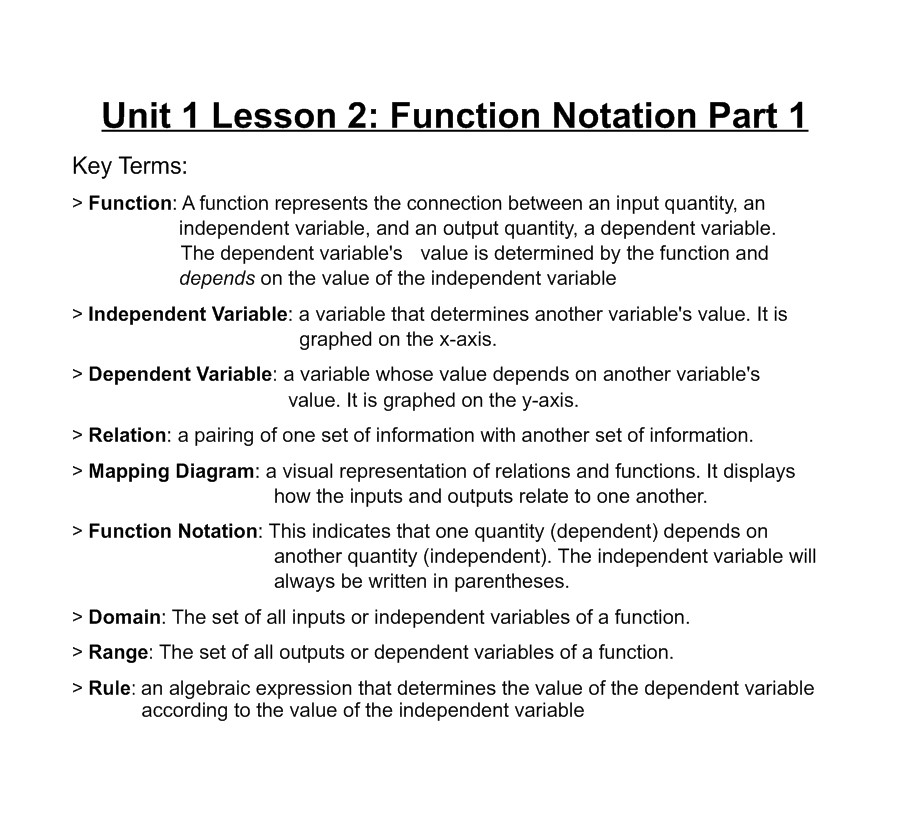 Unit 1 Lesson 2: Function Notation Part 1
Key Terms:
> Function: A function represents the connection between an input quantity, an
independent variable, and an output quantity, a dependent variable.
The dependent variable's value is determined by the function and
depends on the value of the independent variable
> Independent Variable: a variable that determines another variable's value. It is
graphed on the x-axis.
> Dependent Variable: a variable whose value depends on another variable's
value. It is graphed on the y-axis.
> Relation: a pairing of one set of information with another set of information.
> Mapping Diagram: a visual representation of relations and functions. It displays
how the inputs and outputs relate to one another.
> Function Notation: This indicates that one quantity (dependent) depends on
another quantity (independent). The independent variable will
always be written in parentheses.
> Domain: The set of all inputs or independent variables of a function.
> Range: The set of all outputs or dependent variables of a function.
> Rule: an algebraic expression that determines the value of the dependent variable
according to the value of the independent variable